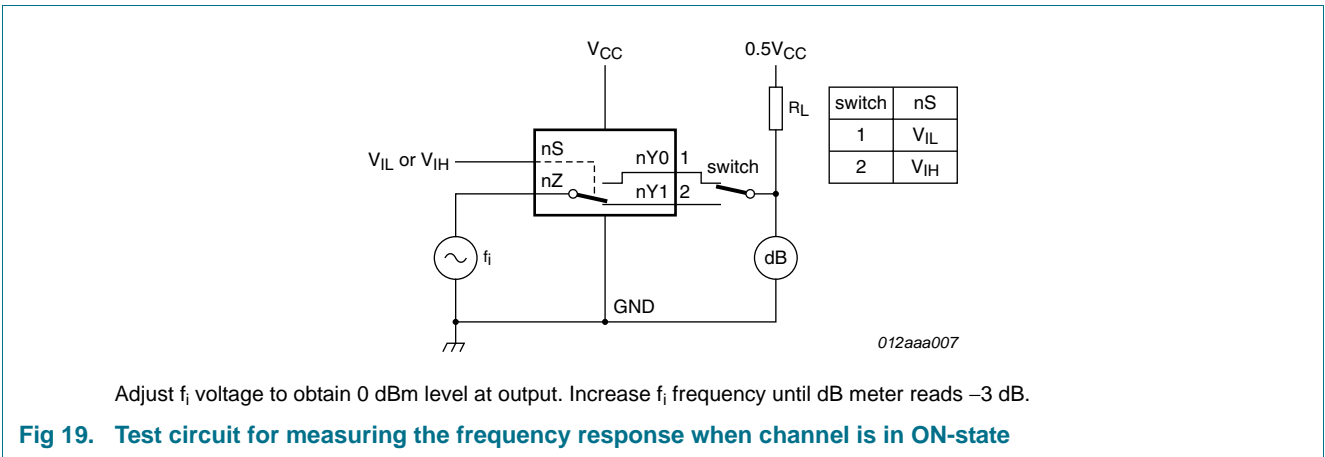 VCC
0.5VCC
RL
switch nS
1 VIL
2 VIH
VIL or VIH
nS
nY0 1
switch
nZ
nY1 2
fi
dB
GND
012aaa007
Adjust fi voltage to obtain 0 dBm level at output. Increase fi frequency until dB meter reads −3 dB.
Fig 19. Test circuit for measuring the frequency response when channel is in ON-state